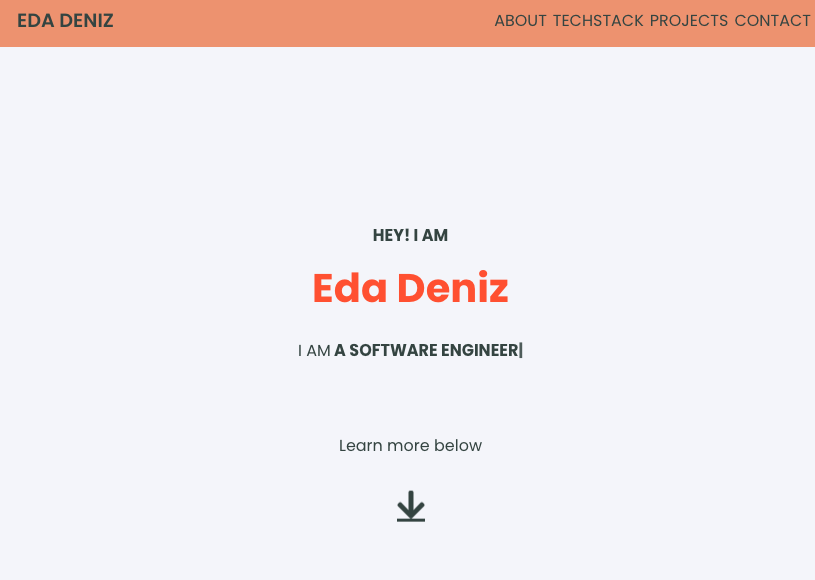 EDA DENIZ
ABOUT TECHSTACK PROJECTS CONTACT
HEY! I AM
Eda Deniz
I AM A SOFTWARE ENGINEER|
Learn more below